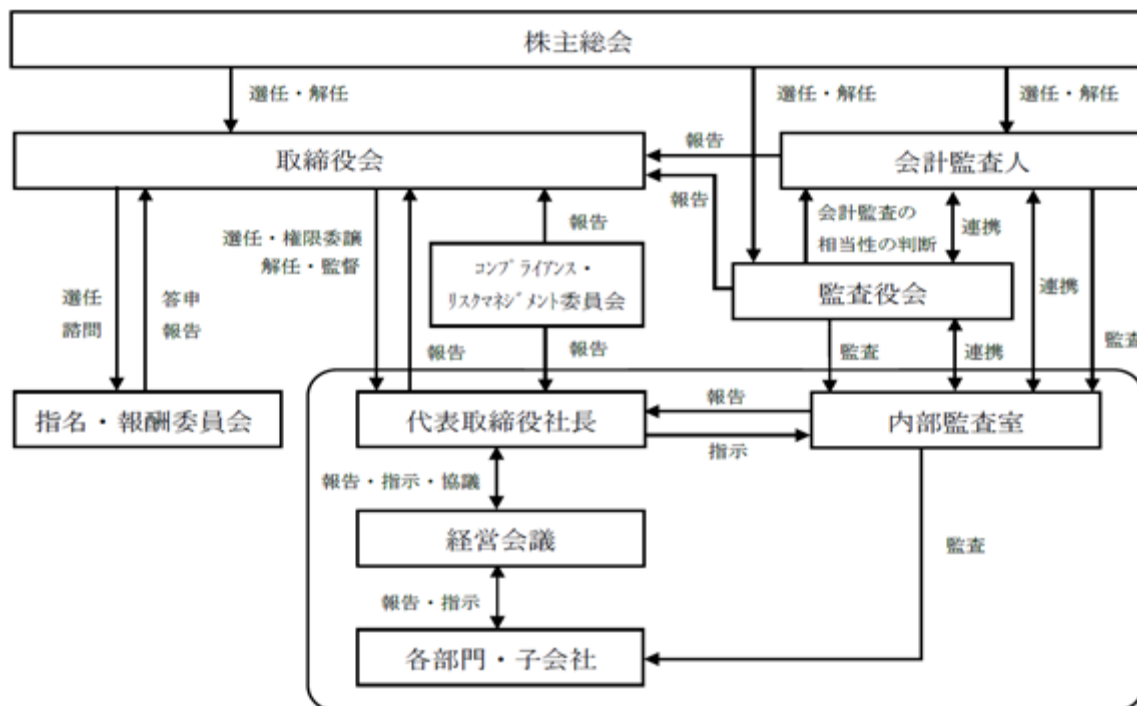 株主総会
選任・解任
選任・解任
選任・解任
取締役会
報告
会計監査人
報告
選任・権限委譲
解任・監督
報告
会計監査の
相当性の判断
連携
コンプライアンス・
リスクマネジメント委員会
監査役会
連携
選任
諮問
答申
報告
報告
報告
監査
連携
監査
指名・報酬委員会
代表取締役社長
報告
指示
内部監査室
報告・指示・協議
経営会議
監査
報告・指示
各部門・子会社